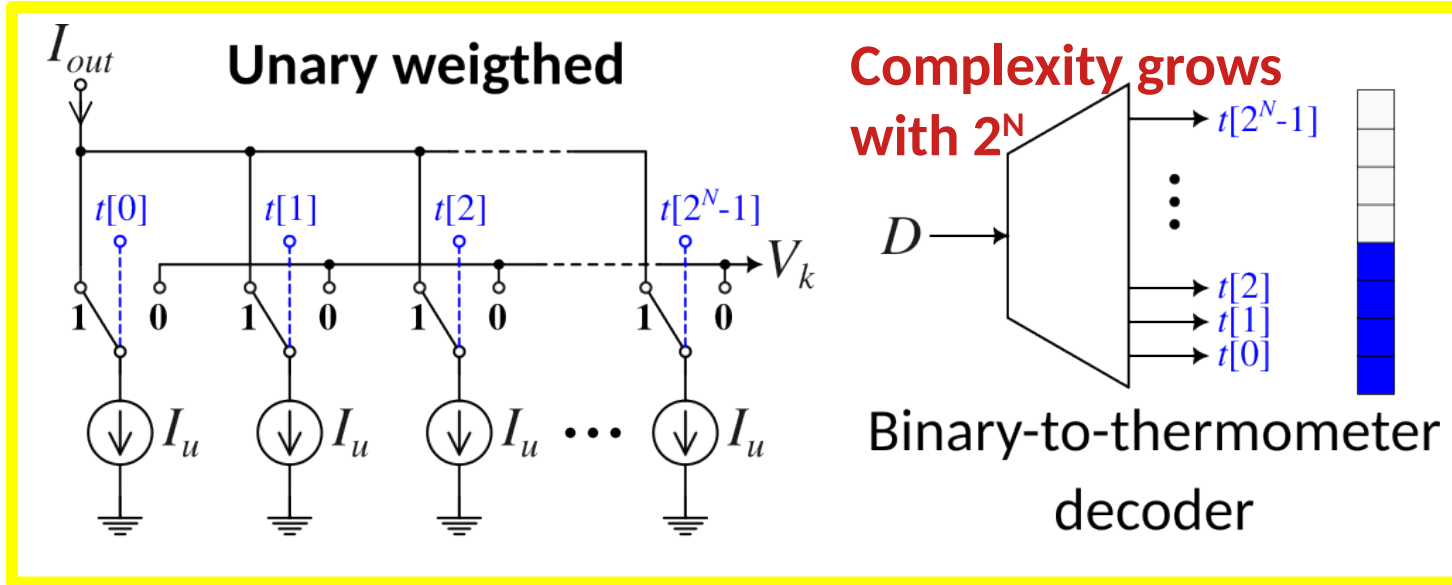 I_out
Unary weigthed
Complexity grows
with 2^N
t[0] t[1] t[2] t[2^N-1]
V_k
1 0 1 0 1 0 1 0
I_u I_u I_u ••• I_u
D
t[2^N-1]
t[2]
t[1]
t[0]
Binary-to-thermometer
decoder